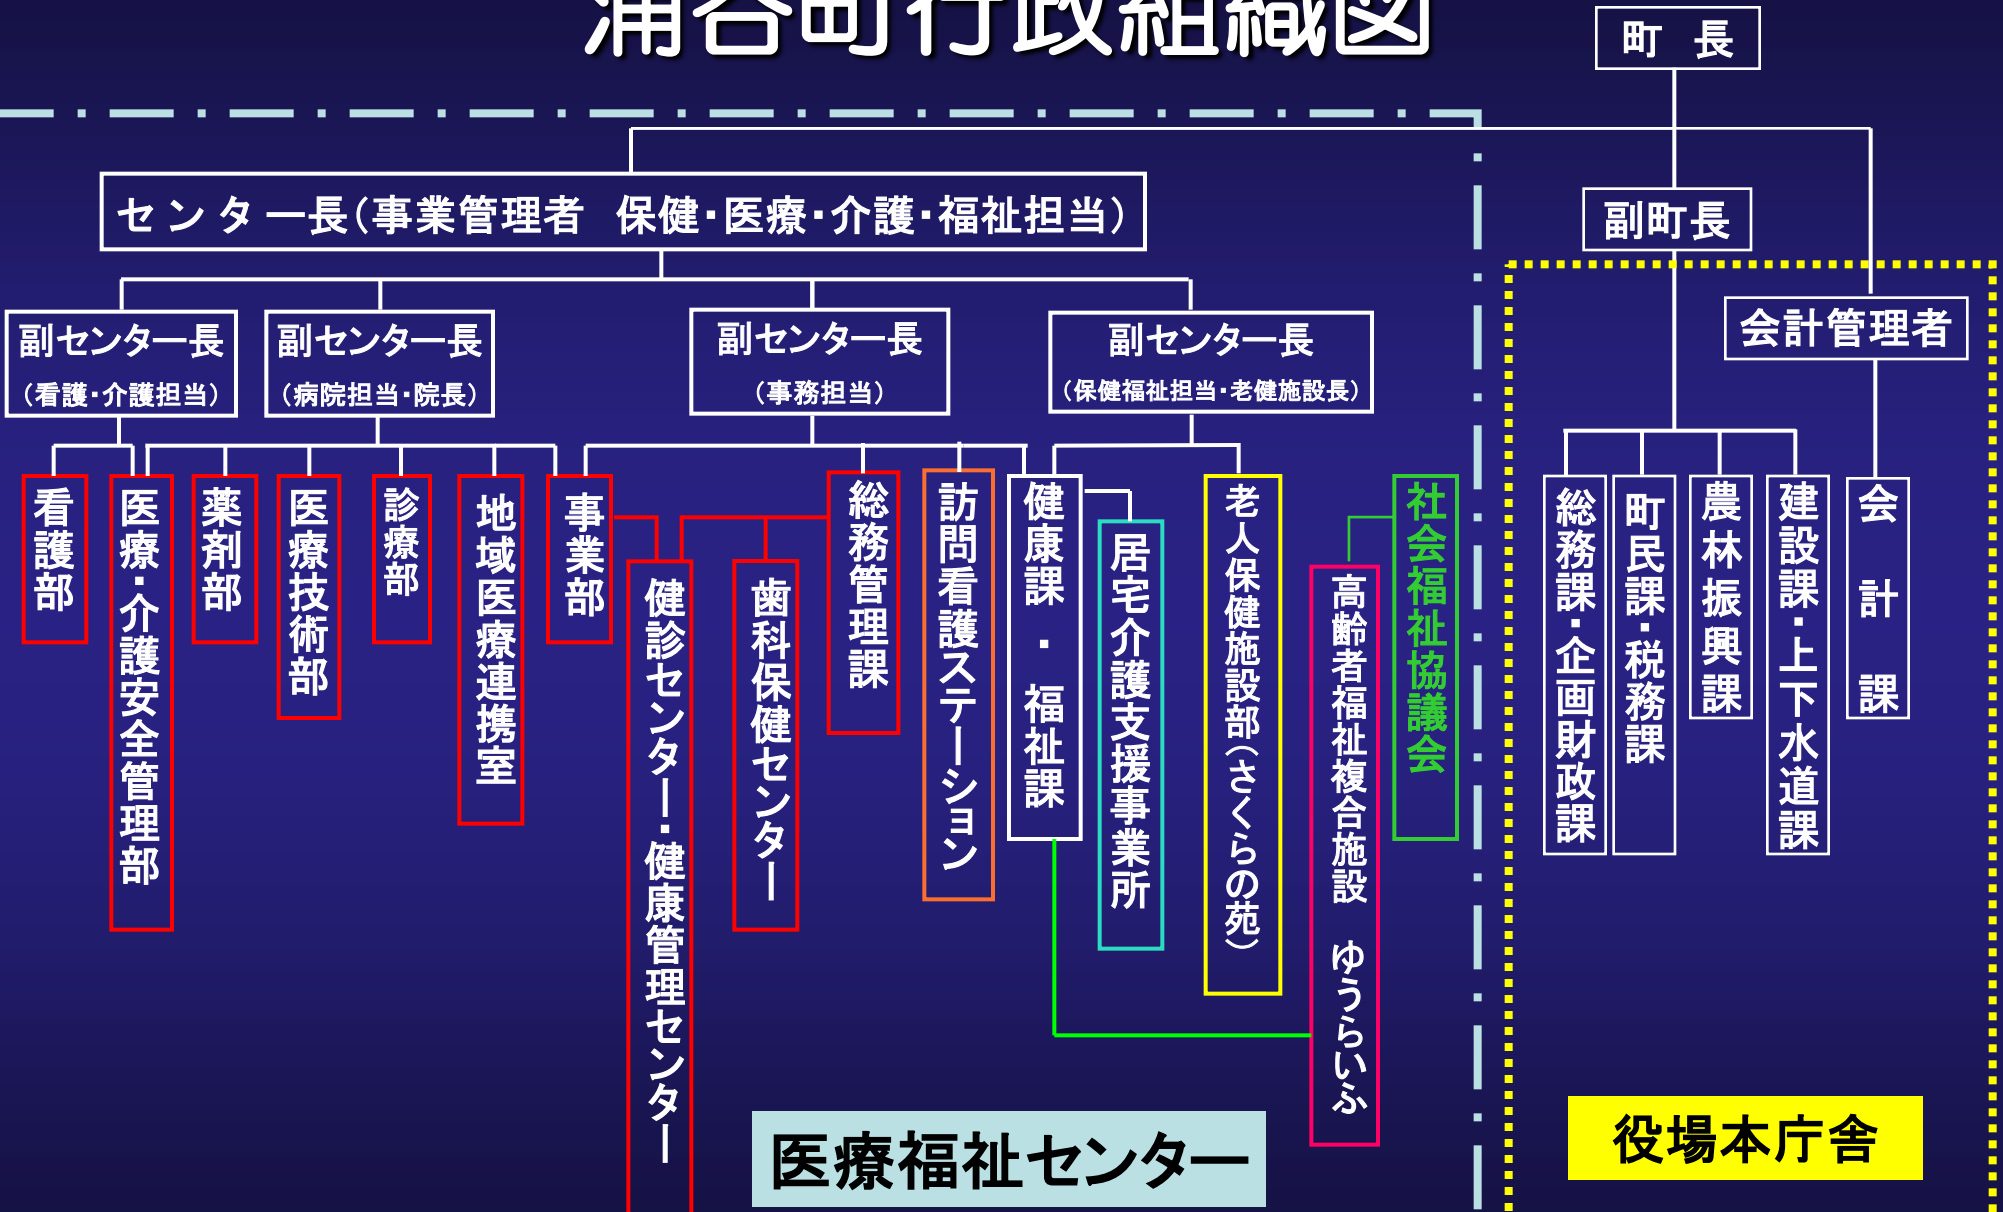 涌谷町行政組織図
町　長
センター長（事業管理者　保健・医療・介護・福祉担当）
副町長
会計管理者
副センター長
（看護・介護担当）
副センター長
（病院担当・院長）
副センター長
（事務担当）
副センター長
（保健福祉担当・老健施設長）
看護部
医療・介護安全管理部
薬剤部
医療技術部
診療部
地域医療連携室
事業部
健診センター・健康管理センター
歯科保健センター
総務管理課
訪問看護ステーション
健康課・福祉課
居宅介護支援事業所
老人保健施設部（さくらの苑）
高齢者福祉複合施設　ゆうらいふ
社会福祉協議会
総務課・企画財政課
町民課・税務課
農林振興課
建設課・上下水道課
会計課
医療福祉センター
役場本庁舎